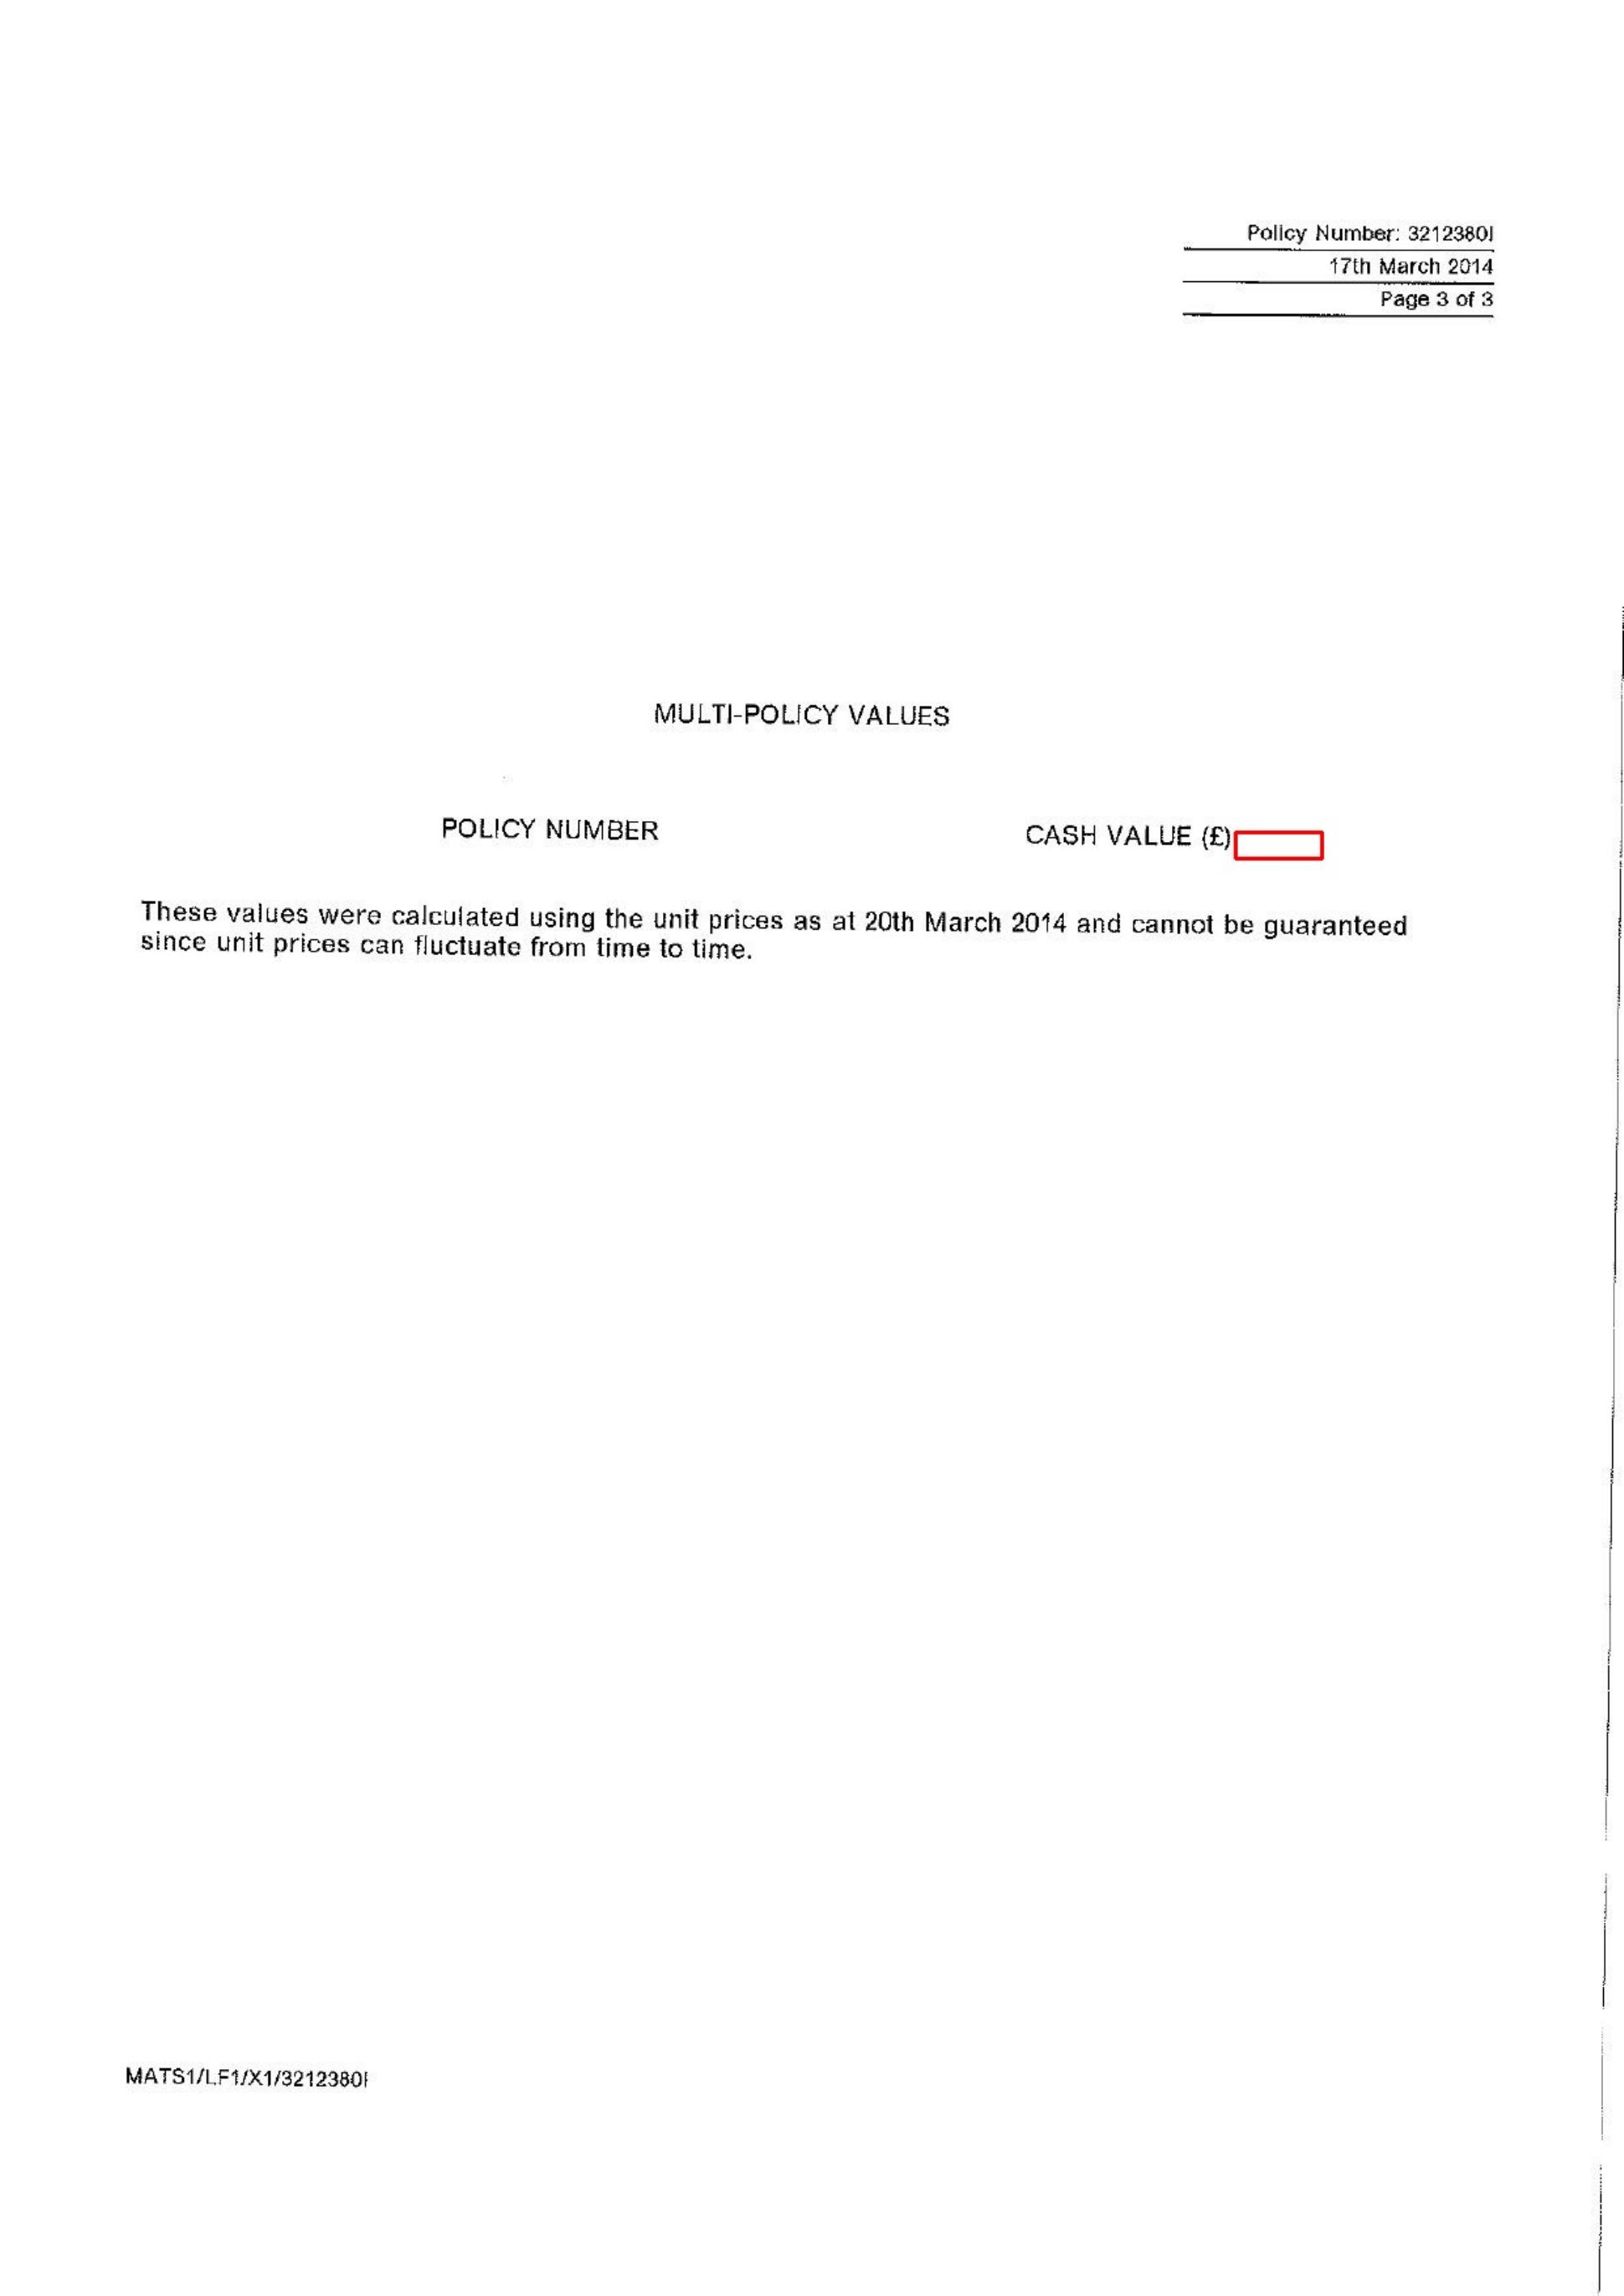 Policy Number: 3212380I
17th March 2014
Page 3 of 3
MULTI-POLICY VALUES
POLICY NUMBER CASH VALUE (£)
These values were calculated using the unit prices as at 20th March 2014 and cannot be guaranteed
since unit prices can fluctuate from time to time.
MATS1/LF1/X1/3212380I